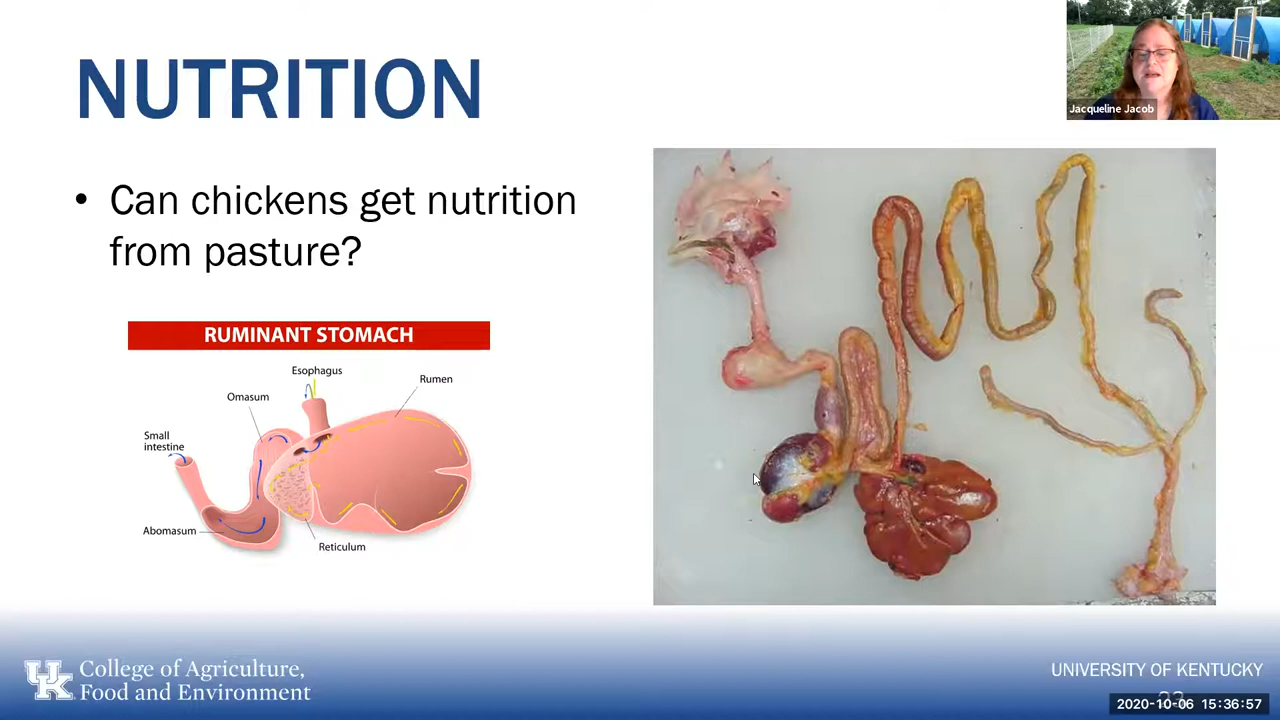 NUTRITION
Jacqueline Jacob
• Can chickens get nutrition
from pasture?
RUMINANT STOMACH
Esophagus
Rumen
Omasum
Small
intestine
Abomasum
Reticulum
UK
College of Agriculture,
Food and Environment
UNIVERSITY OF KENTUCKY
2020-10-06 15:36:57